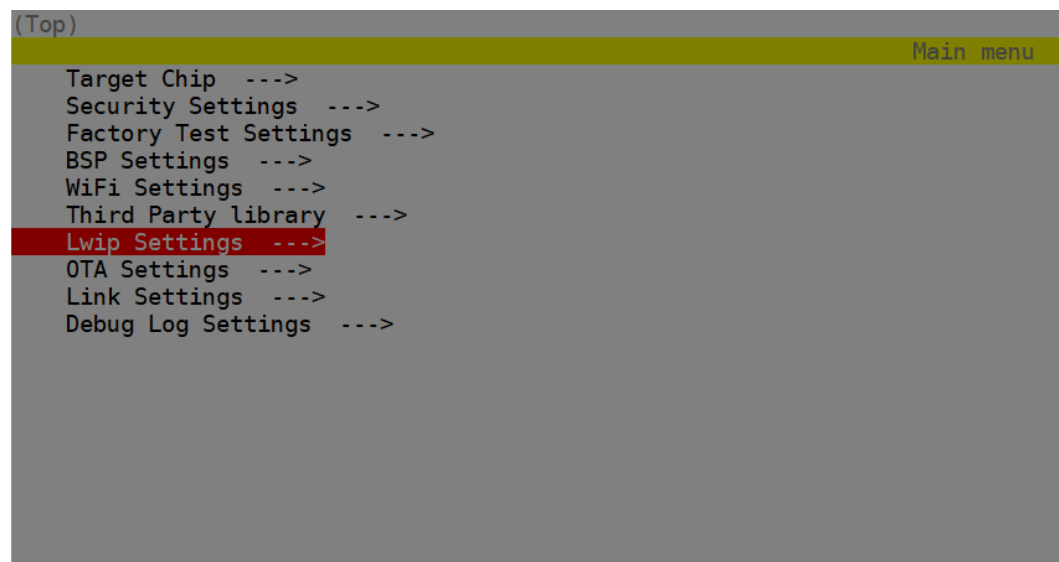 (Top)
Main menu
Target Chip  --->
Security Settings  --->
Factory Test Settings  --->
BSP Settings  --->
WiFi Settings  --->
Third Party library  --->
Lwip Settings  --->
OTA Settings  --->
Link Settings  --->
Debug Log Settings  --->